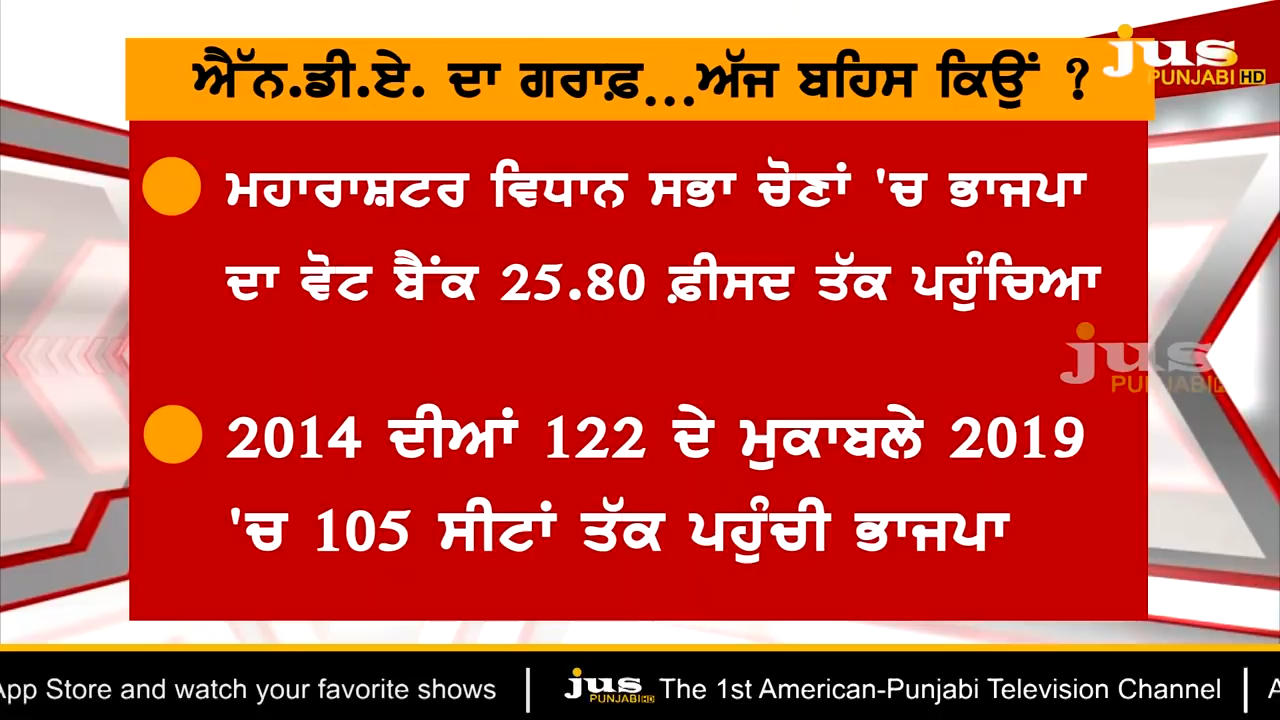 ਐੱਨ.ਡੀ.ਏ. ਦਾ ਗਰਾਫ਼...ਅੱਜ ਬਹਿਸ ਕਿਉਂ ?
jus
PUNJABI HD
ਮਹਾਰਾਸ਼ਟਰ ਵਿਧਾਨ ਸਭਾ ਚੋਣਾਂ 'ਚ ਭਾਜਪਾ
ਦਾ ਵੋਟ ਬੈਂਕ 25.80 ਫ਼ੀਸਦ ਤੱਕ ਪਹੁੰਚਿਆ
jus
PUNJABI
2014 ਦੀਆਂ 122 ਦੇ ਮੁਕਾਬਲੇ 2019
'ਚ 105 ਸੀਟਾਂ ਤੱਕ ਪਹੁੰਚੀ ਭਾਜਪਾ
App Store and watch your favorite shows | jus PUNJABI HD The 1st American-Punjabi Television Channel | A